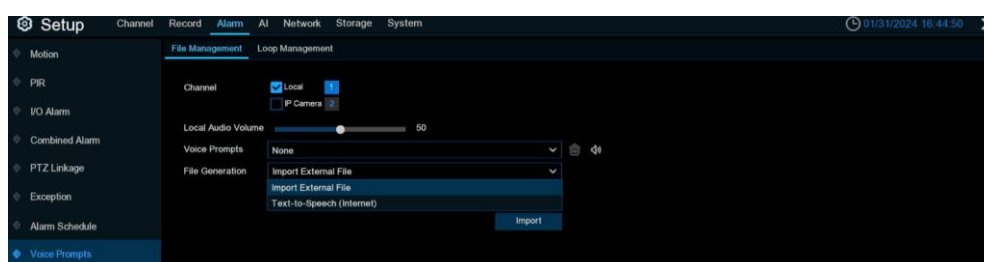 Setup Channel Record Alarm AI Network Storage System 01/31/2024 16:44:50
File Management Loop Management
Motion
PIR
I/O Alarm
Combined Alarm
PTZ Linkage
Exception
Alarm Schedule
Voice Prompts
Channel Local 1
IP Camera 2
Local Audio Volume 50
Voice Prompts None
File Generation Import External File
Import External File
Text-to-Speech (Internet)
Import